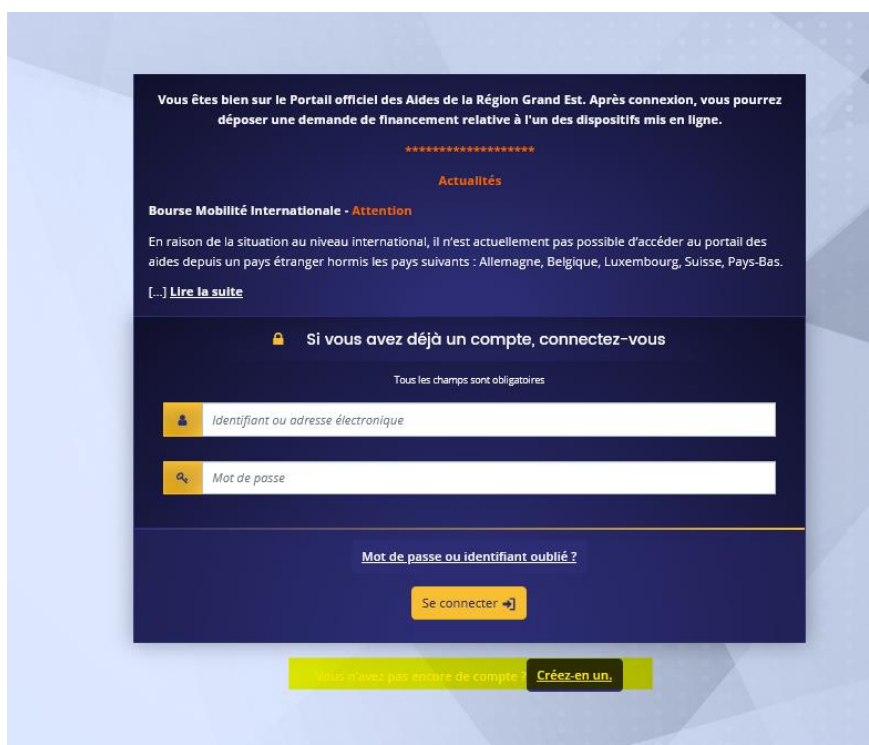 Vous êtes bien sur le Portail officiel des Aides de la Région Grand Est. Après connexion, vous pourrez
déposer une demande de financement relative à l'un des dispositifs mis en ligne.
*******************
Actualités
Bourse Mobilité Internationale - Attention
En raison de la situation au niveau international, il n'est actuellement pas possible d'accéder au portail des
aides depuis un pays étranger hormis les pays suivants : Allemagne, Belgique, Luxembourg, Suisse, Pays-Bas.
[...] Lire la suite
Si vous avez déjà un compte, connectez-vous
Tous les champs sont obligatoires
Identifiant ou adresse électronique
Mot de passe
Mot de passe ou identifiant oublié ?
Se connecter
Vous n'avez pas encore de compte ? Créez-en un.